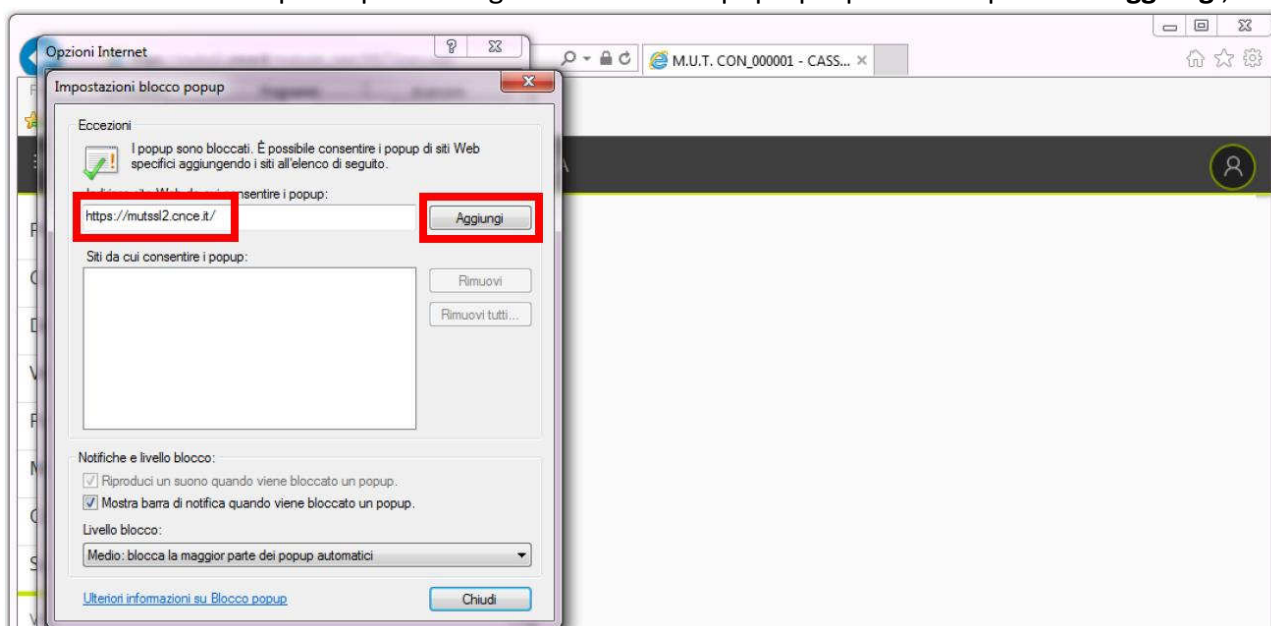 Opzioni Internet
M.U.T. CON_000001 - CASS...
Impostazioni blocco popup
Eccezioni
I popup sono bloccati. È possibile consentire i popup di siti Web
specifici aggiungendo i siti all'elenco di seguito.
consentire i popup:
https://mutssl2.cnce.it/
Aggiungi
Siti da cui consentire i popup:
Rimuovi
Rimuovi tutti...
Notifiche e livello blocco:
Riproduci un suono quando viene bloccato un popup.
Mostra barra di notifica quando viene bloccato un popup.
Livello blocco:
Medio: blocca la maggior parte dei popup automatici
Ulteriori informazioni su Blocco popup
Chiudi